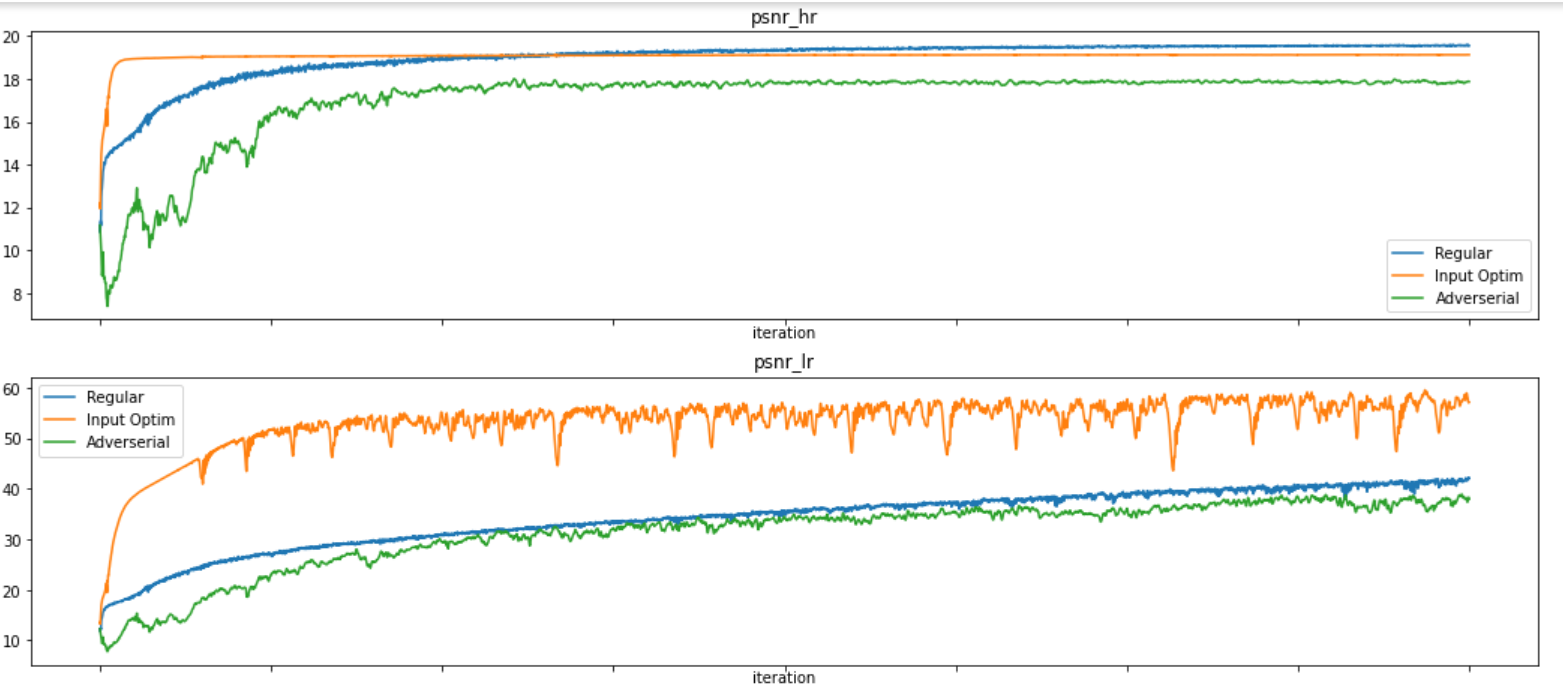 psnr_hr
20
18
16
14
12
10
8
Regular
Input Optim
Adverserial
iteration
psnr_lr
60
50
40
30
20
10
Regular
Input Optim
Adverserial
iteration